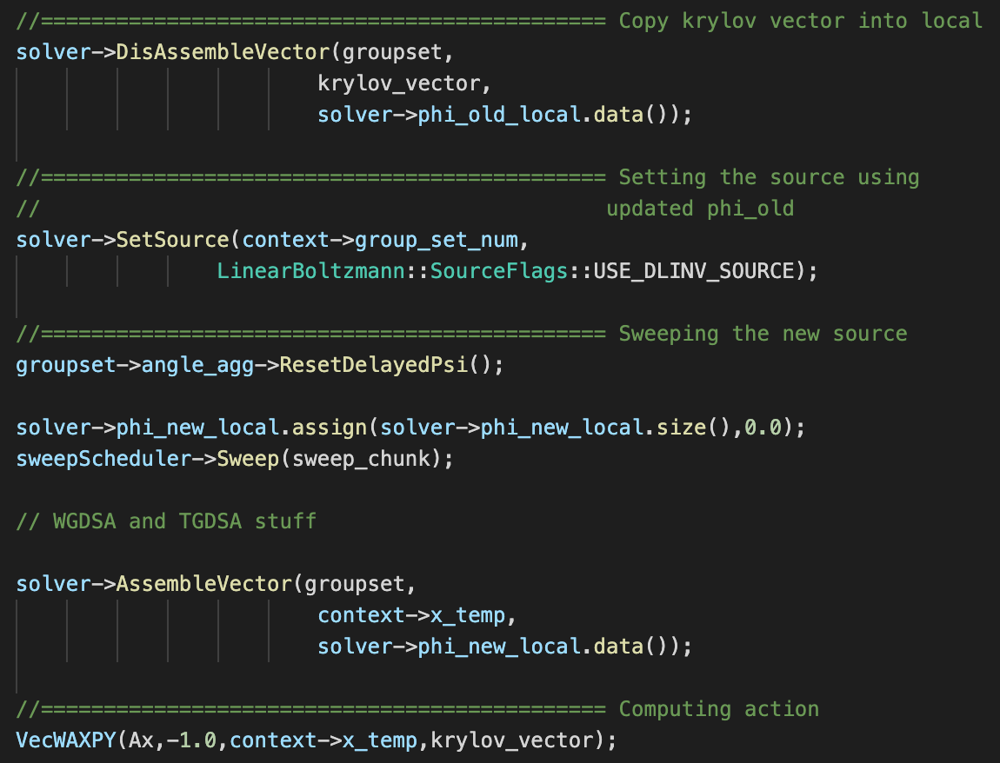 //============================================= Copy krylov vector into local
solver->DisAssembleVector(groupset,
krylov_vector,
solver->phi_old_local.data());
//============================================= Setting the source using
// updated phi_old
solver->SetSource(context->group_set_num,
LinearBoltzmann::SourceFlags::USE_DLINV_SOURCE);
//============================================= Sweeping the new source
groupset->angle_agg->ResetDelayedPsi();
solver->phi_new_local.assign(solver->phi_new_local.size(),0.0);
sweepScheduler->Sweep(sweep_chunk);
// WGDSA and TGDSA stuff
solver->AssembleVector(groupset,
context->x_temp,
solver->phi_new_local.data());
//============================================= Computing action
VecWAXPY(Ax,-1.0,context->x_temp,krylov_vector);